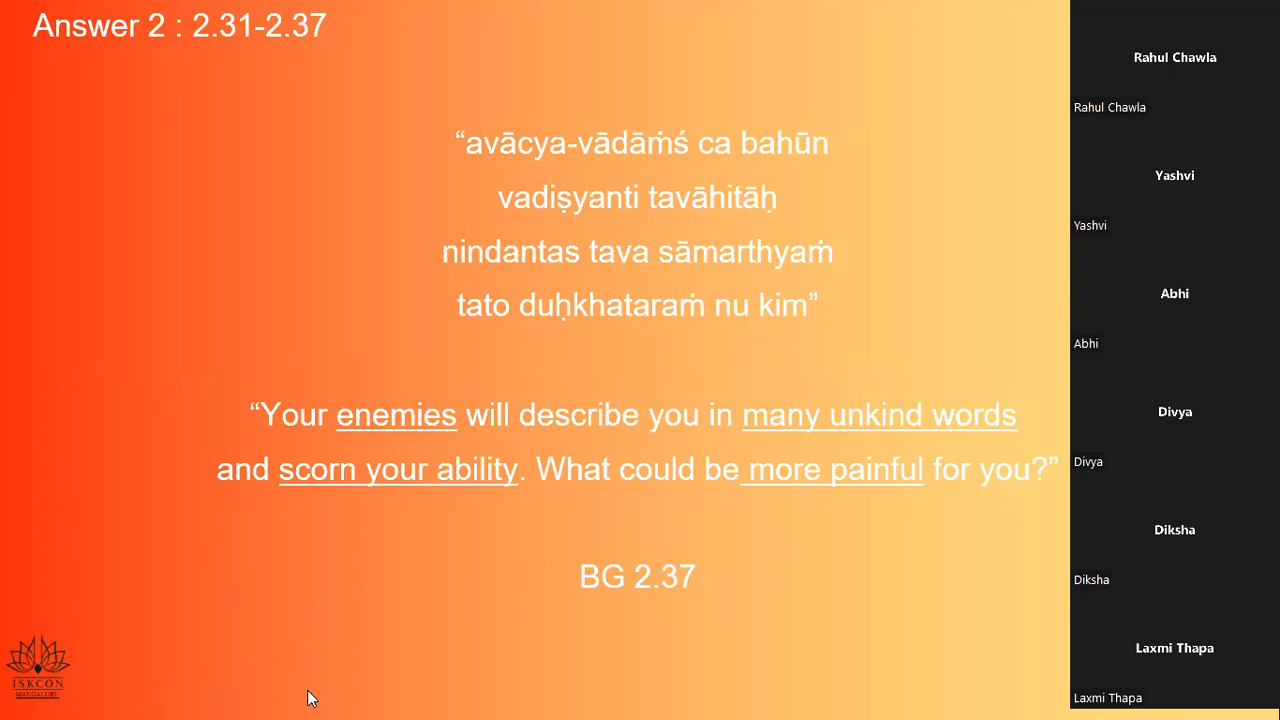 Answer 2 : 2.31-2.37
“avācya-vādāṁś ca bahūn
vadiṣyanti tavāhitāḥ
nindantas tava sāmarthyaṁ
tato duḥkhataraṁ nu kim”
“Your enemies will describe you in many unkind words
and scorn your ability. What could be more painful for you?”
BG 2.37
ISKCON
MANGALURU
Rahul Chawla
Rahul Chawla
Yashvi
Yashvi
Abhi
Abhi
Divya
Divya
Diksha
Diksha
Laxmi Thapa
Laxmi Thapa